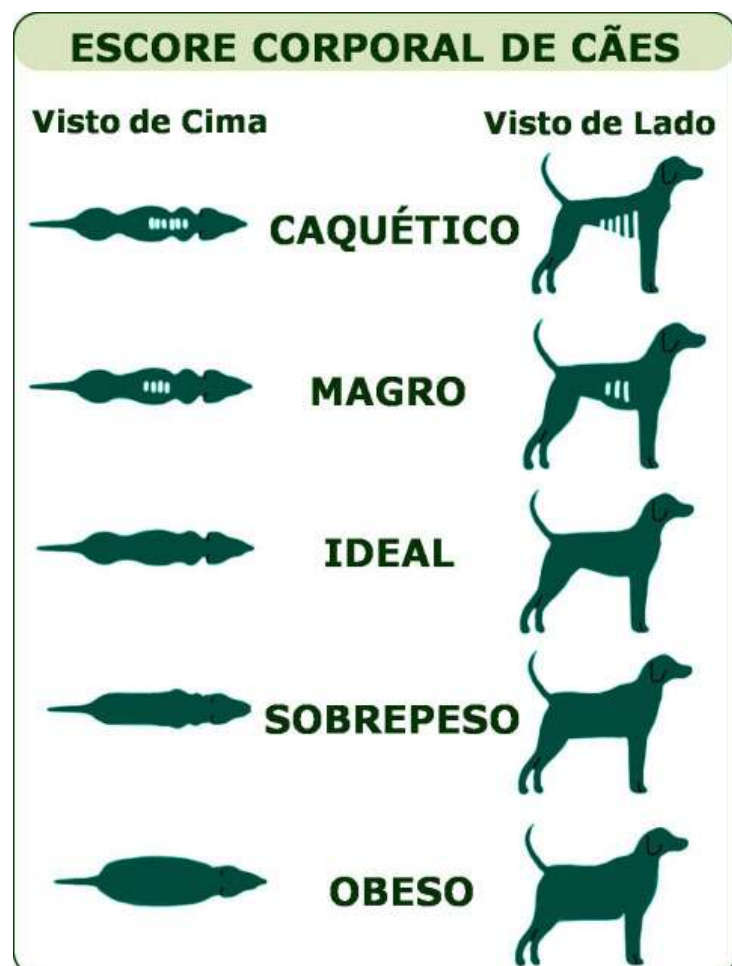 ESCORE CORPORAL DE CÃES
Visto de Cima
Visto de Lado
CAQUÉTICO
MAGRO
IDEAL
SOBREPESO
OBESO